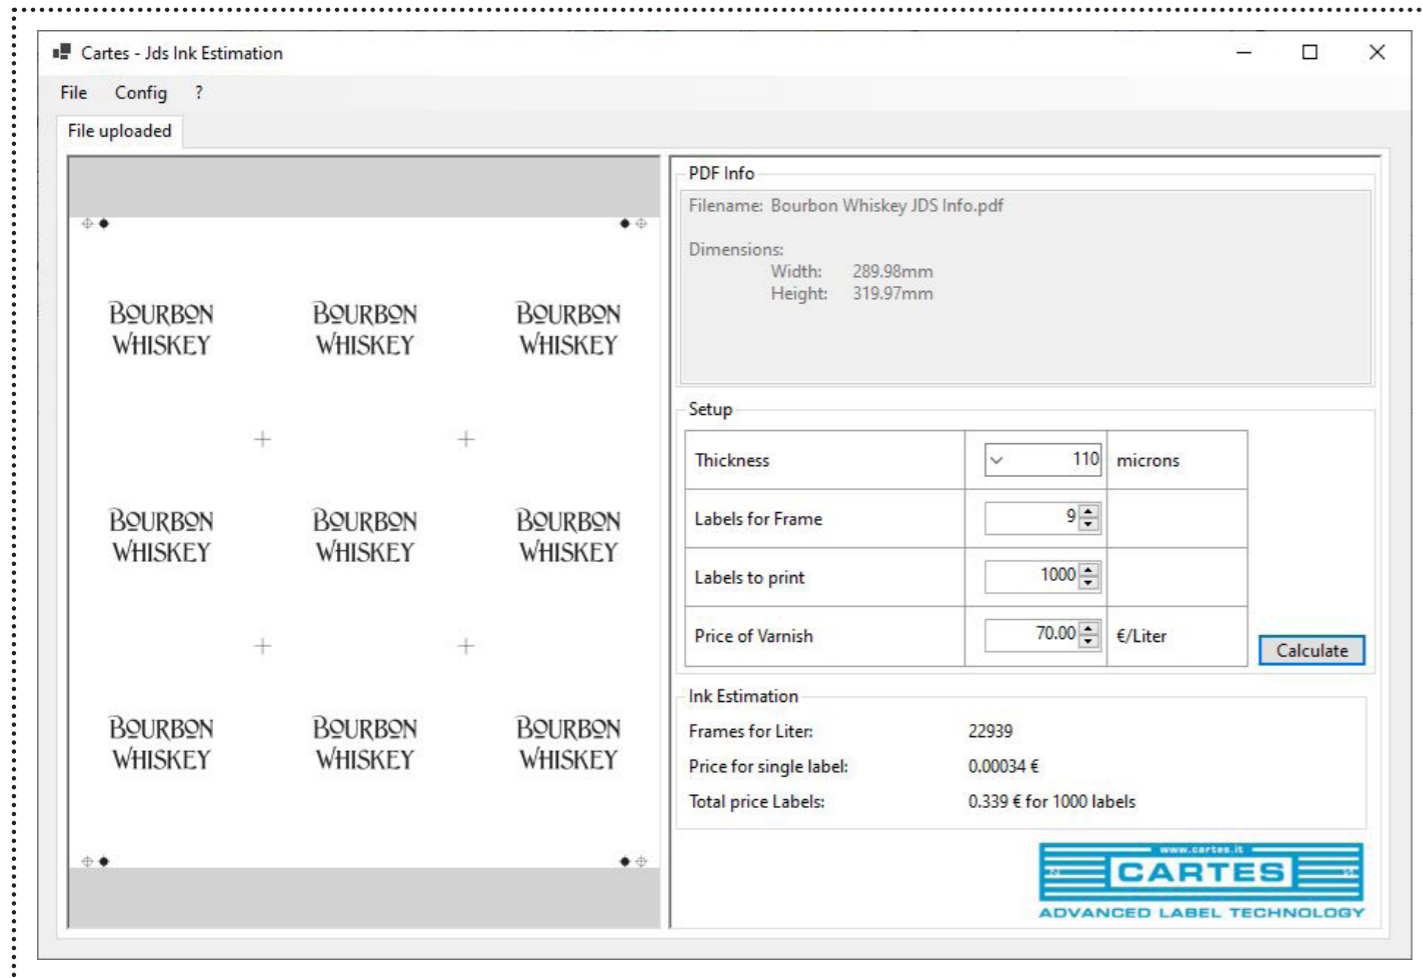 Cartes - Jds Ink Estimation
File Config ?
File uploaded
BOURBON WHISKEY
BOURBON WHISKEY
BOURBON WHISKEY
BOURBON WHISKEY
BOURBON WHISKEY
BOURBON WHISKEY
BOURBON WHISKEY
BOURBON WHISKEY
BOURBON WHISKEY
PDF Info
Filename: Bourbon Whiskey JDS Info.pdf
Dimensions:
Width: 289.98mm
Height: 319.97mm
Setup
Thickness 110 microns
Labels for Frame 9
Labels to print 1000
Price of Varnish 70.00 €/Liter
Calculate
Ink Estimation
Frames for Liter: 22939
Price for single label: 0.00034 €
Total price Labels: 0.339 € for 1000 labels
www.cartes.it
CARTES
ADVANCED LABEL TECHNOLOGY